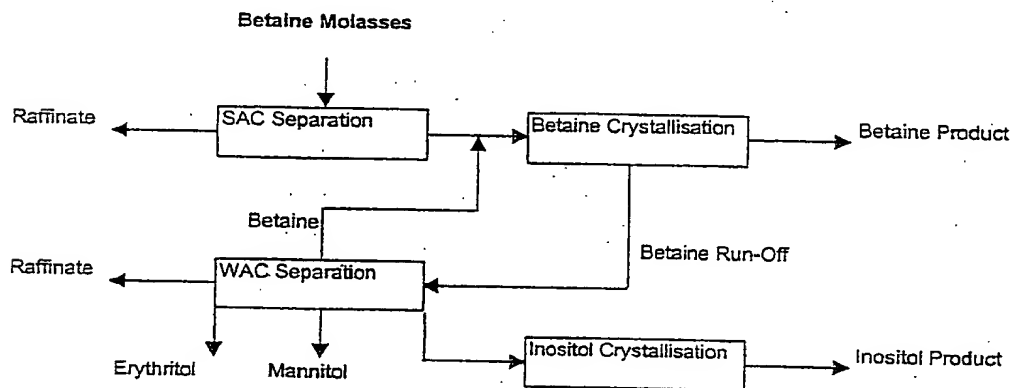 Betaine Molasses
Raffinate
SAC Separation
Betaine Crystallisation
Betaine Product
Betaine
Betaine Run-Off
Raffinate
WAC Separation
Erythritol
Mannitol
Inositol Crystallisation
Inositol Product